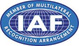 MEMBER OF MULTILATERAL
IAF
RECOGNITION ARRANGEMENT